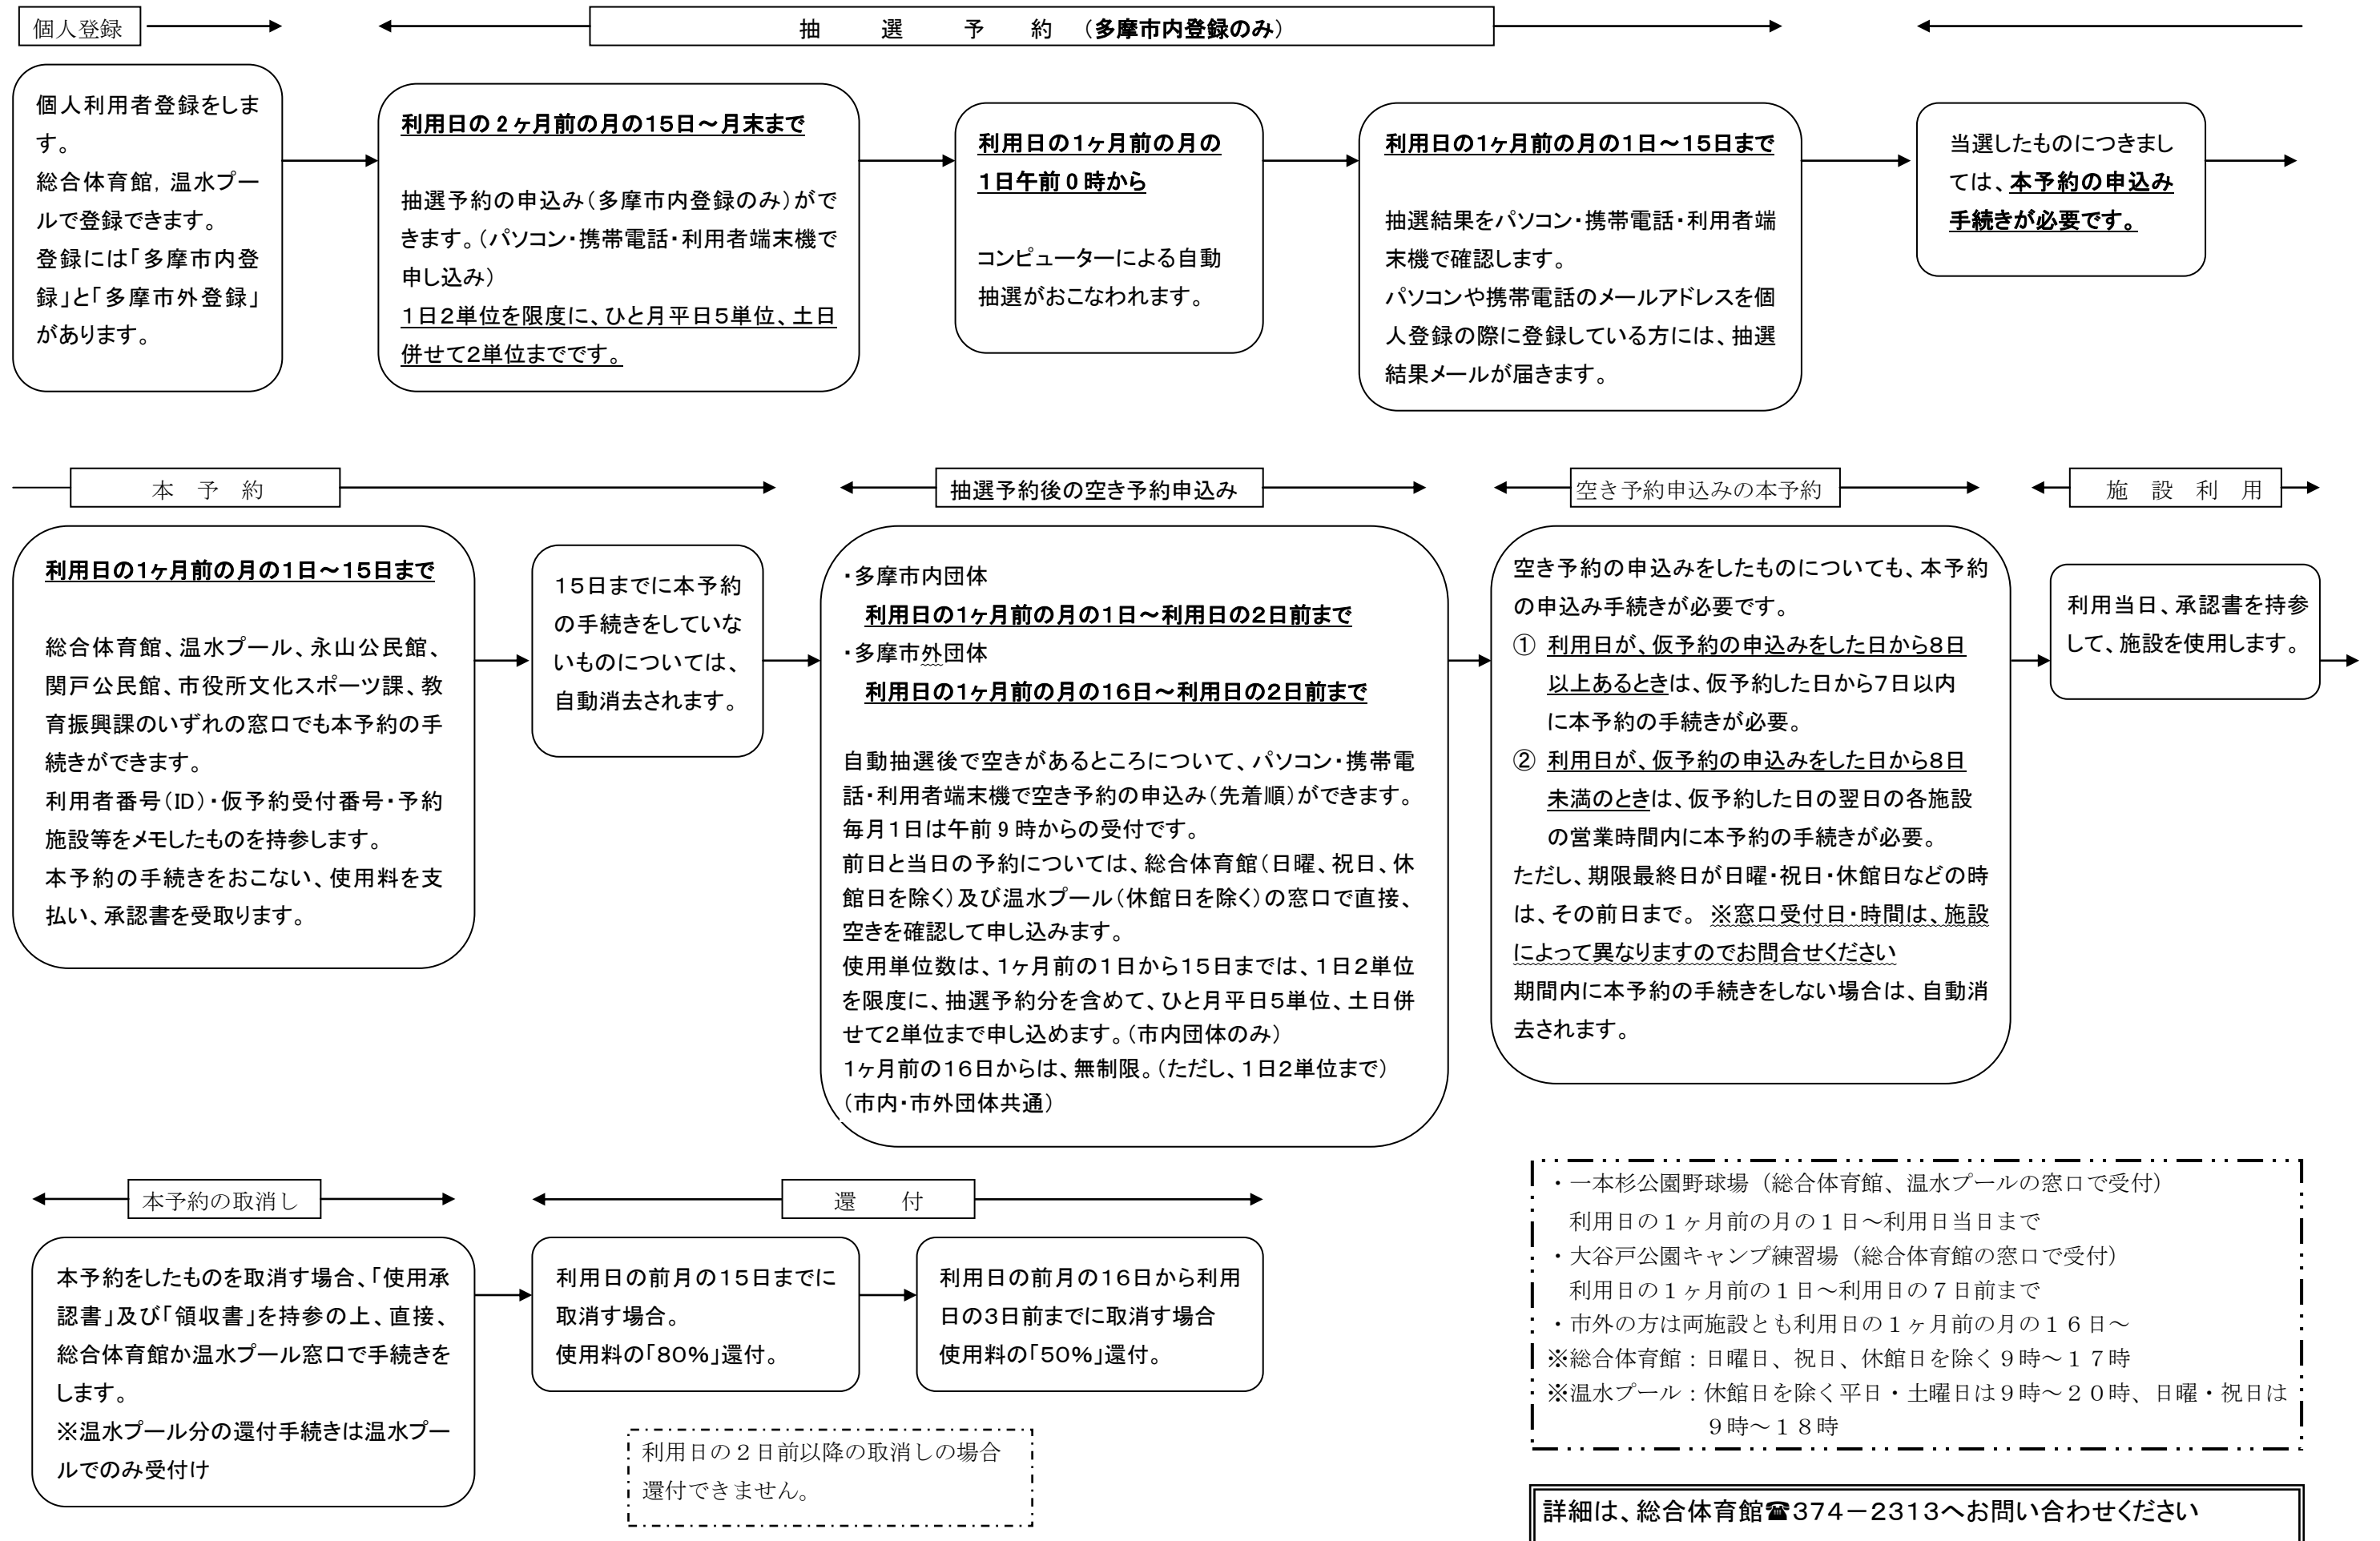 個人登録
抽　選　予　約　（多摩市内登録のみ）
個人利用者登録をしま
す。
総合体育館，温水プー
ルで登録できます。
登録には「多摩市内登
録」と「多摩市外登録」
があります。
利用日の２ヶ月前の月の１５日～月末まで
抽選予約の申込み（多摩市内登録のみ）がで
きます。（パソコン・携帯電話・利用者端末機で
申し込み）
１日２単位を限度に、ひと月平日５単位、土日
併せて２単位までです。
利用日の１ヶ月前の月の
１日午前０時から
コンピューターによる自動
抽選がおこなわれます。
利用日の１ヶ月前の月の１日～１５日まで
抽選結果をパソコン・携帯電話・利用者端
末機で確認します。
パソコンや携帯電話のメールアドレスを個
人登録の際に登録している方には、抽選
結果メールが届きます。
当選したものにつきまし
ては、本予約の申込み
手続きが必要です。
本　予　約
利用日の１ヶ月前の月の１日～１５日まで
総合体育館、温水プール、永山公民館、
関戸公民館、市役所文化スポーツ課、教
育振興課のいずれの窓口でも本予約の手
続きができます。
利用者番号（ID）・仮予約受付番号・予約
施設等をメモしたものを持参します。
本予約の手続きをおこない、使用料を支
払い、承認書を受取ります。
１５日までに本予約
の手続きをしていな
いものについては、
自動消去されます。
抽選予約後の空き予約申込み
・多摩市内団体
利用日の１ヶ月前の月の１日～利用日の２日前まで
・多摩市外団体
利用日の１ヶ月前の月の１６日～利用日の２日前まで
自動抽選後で空きがあるところについて、パソコン・携帯電
話・利用者端末機で空き予約の申込み（先着順）ができます。
毎月１日は午前９時からの受付です。
前日と当日の予約については、総合体育館（日曜、祝日、休
館日を除く）及び温水プール（休館日を除く）の窓口で直接、
空きを確認して申し込みます。
使用単位数は、１ヶ月前の１日から１５日までは、１日２単位
を限度に、抽選予約分を含めて、ひと月平日５単位、土日併
せて２単位まで申し込めます。（市内団体のみ）
１ヶ月前の１６日からは、無制限。（ただし、１日２単位まで）
（市内・市外団体共通）
空き予約申込みの本予約
空き予約の申込みをしたものについても、本予約
の申込み手続きが必要です。
① 利用日が、仮予約の申込みをした日から８日
以上あるときは、仮予約した日から７日以内
に本予約の手続きが必要。
② 利用日が、仮予約の申込みをした日から８日
未満のときは、仮予約した日の翌日の各施設
の営業時間内に本予約の手続きが必要。
ただし、期限最終日が日曜・祝日・休館日などの時
は、その前日まで。 ※窓口受付日・時間は、施設
によって異なりますのでお問合せください
期間内に本予約の手続きをしない場合は、自動消
去されます。
施　設　利　用
利用当日、承認書を持参
して、施設を使用します。
本予約の取消し
本予約をしたものを取消す場合、「使用承
認書」及び「領収書」を持参の上、直接、
総合体育館か温水プール窓口で手続きを
します。
※温水プール分の還付手続きは温水プー
ルでのみ受付け
還　付
利用日の前月の１５日までに
取消す場合。
使用料の「８０％」還付。
利用日の前月の１６日から利用
日の３日前までに取消す場合
使用料の「５０％」還付。
利用日の２日前以降の取消しの場合
還付できません。
・一本杉公園野球場（総合体育館、温水プールの窓口で受付）
利用日の１ヶ月前の月の１日～利用日当日まで
・大谷戸公園キャンプ練習場（総合体育館の窓口で受付）
利用日の１ヶ月前の１日～利用日の７日前まで
・市外の方は両施設とも利用日の１ヶ月前の月の１６日～
※総合体育館：日曜日、祝日、休館日を除く９時～１７時
※温水プール：休館日を除く平日・土曜日は９時～２０時、日曜・祝日は
９時～１８時
詳細は、総合体育館☎３７４－２３１３へお問い合わせください